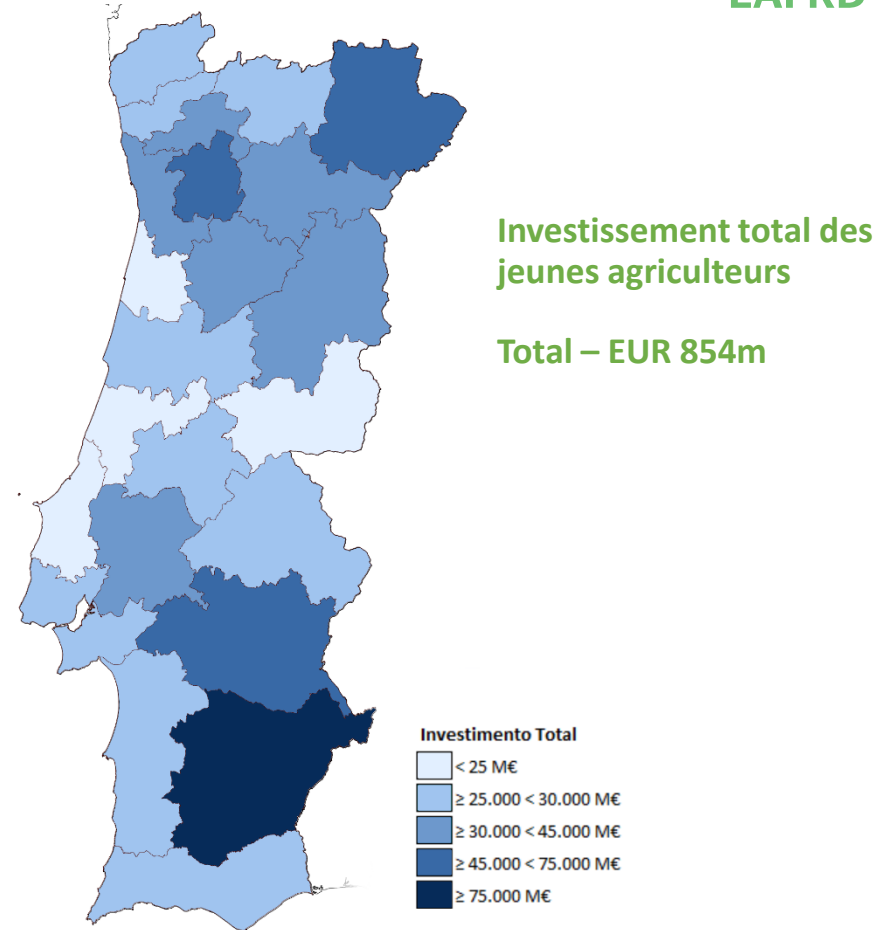 Investissement total des
jeunes agriculteurs
Total – EUR 854m
Investimento Total
< 25 M€
≥ 25.000 < 30.000 M€
≥ 30.000 < 45.000 M€
≥ 45.000 < 75.000 M€
≥ 75.000 M€